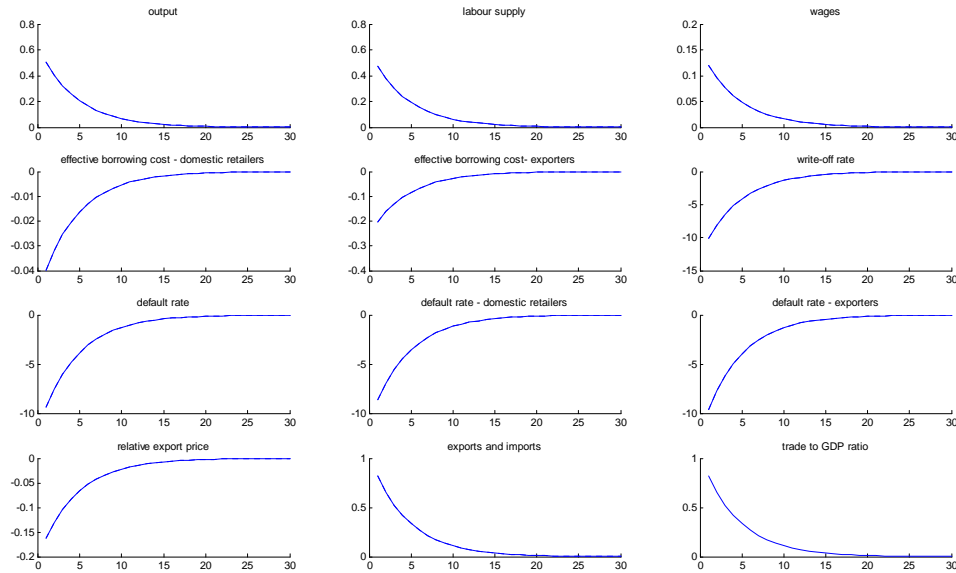 output
0.8
0.6
0.4
0.2
0
0 5 10 15 20 25 30
labour supply
0.8
0.6
0.4
0.2
0
0 5 10 15 20 25 30
wages
0.2
0.15
0.1
0.05
0
0 5 10 15 20 25 30
effective borrowing cost - domestic retailers
0
-0.01
-0.02
-0.03
-0.04
0 5 10 15 20 25 30
effective borrowing cost- exporters
0
-0.1
-0.2
-0.3
-0.4
0 5 10 15 20 25 30
write-off rate
0
-5
-10
-15
0 5 10 15 20 25 30
default rate
0
-5
-10
0 5 10 15 20 25 30
default rate - domestic retailers
0
-5
-10
0 5 10 15 20 25 30
default rate - exporters
0
-5
-10
0 5 10 15 20 25 30
relative export price
0
-0.05
-0.1
-0.15
-0.2
0 5 10 15 20 25 30
exports and imports
1
0.5
0
0 5 10 15 20 25 30
trade to GDP ratio
1
0.5
0
0 5 10 15 20 25 30